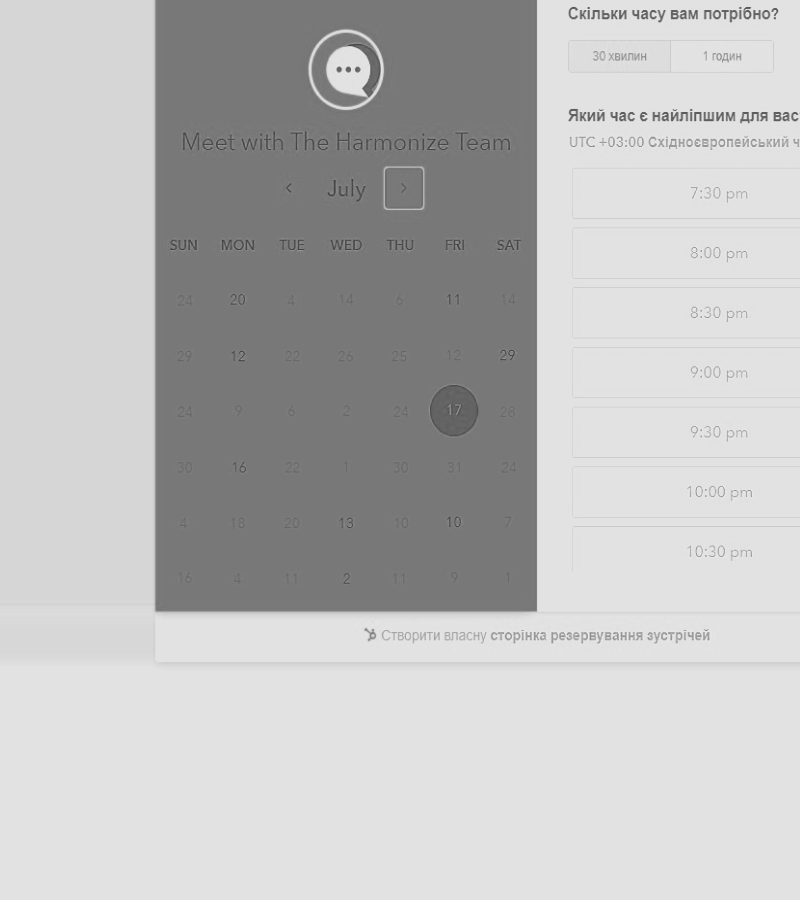 Meet with The Harmonize Team
July
SUN MON TUE WED THU FRI SAT
24 20 4 14 6 11 14
29 12 22 26 25 12 29
24 9 6 2 24 17 28
30 16 22 1 30 31 24
4 18 20 13 10 10 7
16 4 11 2 11 9 1
Скільки часу вам потрібно?
30 хвилин 1 годин
Який час є найліпшим для вас
UTC +03:00 Східноєвропейський ч
7:30 pm
8:00 pm
8:30 pm
9:00 pm
9:30 pm
10:00 pm
10:30 pm
Створити власну сторінка резервування зустрічей